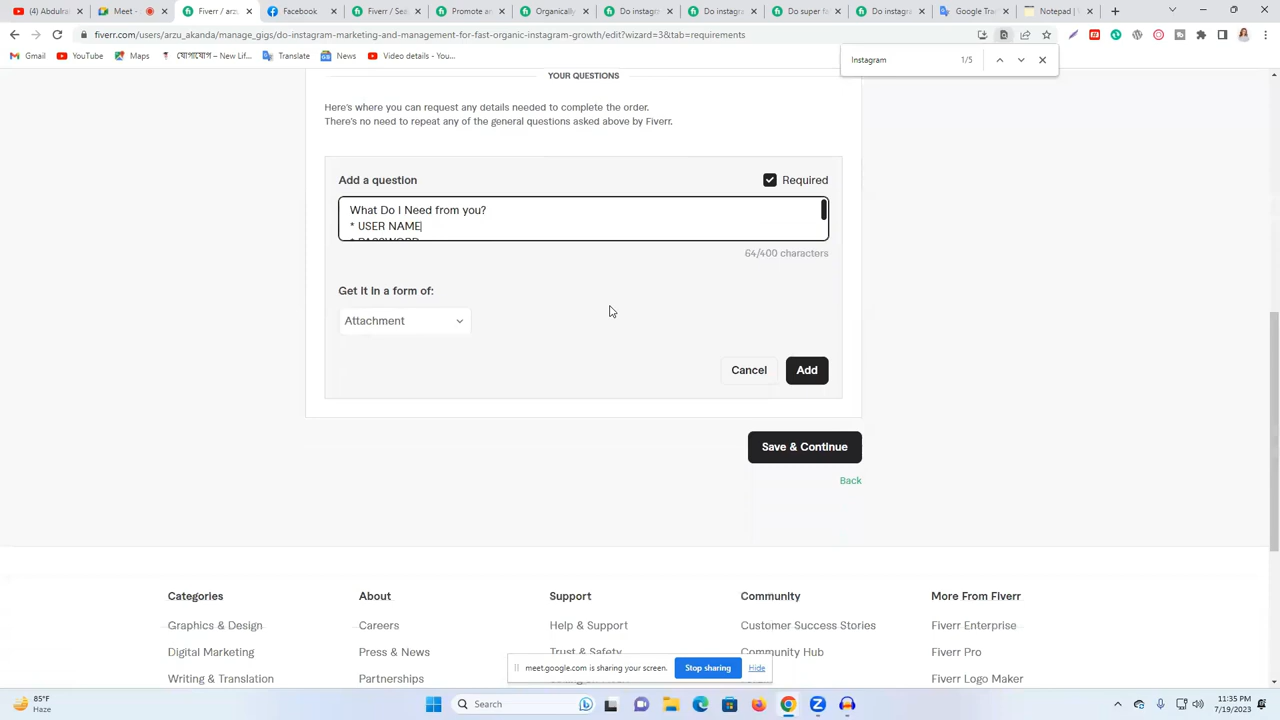 (4) Abdulra
Meet -
Fiverr / arz
Facebook
Fiverr / Se
Promote an
Organically
Do instagr
Do instagr
Do super fa
Do instagr
Google Tra
Notepad |
fiverr.com/users/arzu_akanda/manage_gigs/do-instagram-marketing-and-management-for-fast-organic-instagram-growth/edit?wizard=3&tab=requirements
Gmail
YouTube
Maps
যোগাযোগ – New Lif...
Translate
News
Video details - You...
Instagram
1/5
YOUR QUESTIONS
Here's where you can request any details needed to complete the order.
There's no need to repeat any of the general questions asked above by Fiverr.
Add a question
Required
What Do I Need from you?
* USER NAME
* PASSWORD
64/400 characters
Get it in a form of:
Attachment
Cancel
Add
Save & Continue
Back
Categories
About
Support
Community
More From Fiverr
Graphics & Design
Careers
Help & Support
Customer Success Stories
Fiverr Enterprise
Digital Marketing
Press & News
Trust & Safety
Community Hub
Fiverr Pro
Writing & Translation
Partnerships
Fiverr Logo Maker
meet.google.com is sharing your screen.
Stop sharing
Hide
85°F
Haze
Search
11:35 PM
7/19/2023